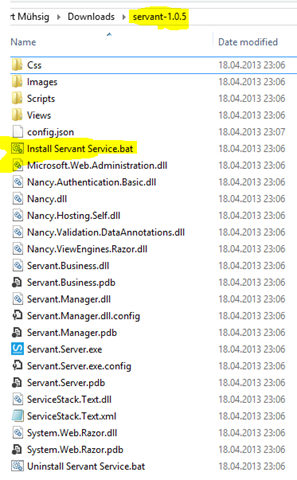 rt Mühsig Downloads servant-1.0.5
Name Date modified
Css 18.04.2013 23:06
Images 18.04.2013 23:06
Scripts 18.04.2013 23:06
Views 18.04.2013 23:06
config.json 18.04.2013 23:07
Install Servant Service.bat 18.04.2013 23:06
Microsoft.Web.Administration.dll 18.04.2013 23:06
Nancy.Authentication.Basic.dll 18.04.2013 23:06
Nancy.dll 18.04.2013 23:06
Nancy.Hosting.Self.dll 18.04.2013 23:06
Nancy.Validation.DataAnnotations.dll 18.04.2013 23:06
Nancy.ViewEngines.Razor.dll 18.04.2013 23:06
Servant.Business.dll 18.04.2013 23:06
Servant.Business.pdb 18.04.2013 23:06
Servant.Manager.dll 18.04.2013 23:06
Servant.Manager.dll.config 18.04.2013 23:06
Servant.Manager.pdb 18.04.2013 23:06
Servant.Server.exe 18.04.2013 23:06
Servant.Server.exe.config 18.04.2013 23:06
Servant.Server.pdb 18.04.2013 23:06
ServiceStack.Text.dll 18.04.2013 23:06
ServiceStack.Text.xml 18.04.2013 23:06
System.Web.Razor.dll 18.04.2013 23:06
System.Web.Razor.pdb 18.04.2013 23:06
Uninstall Servant Service.bat 18.04.2013 23:06